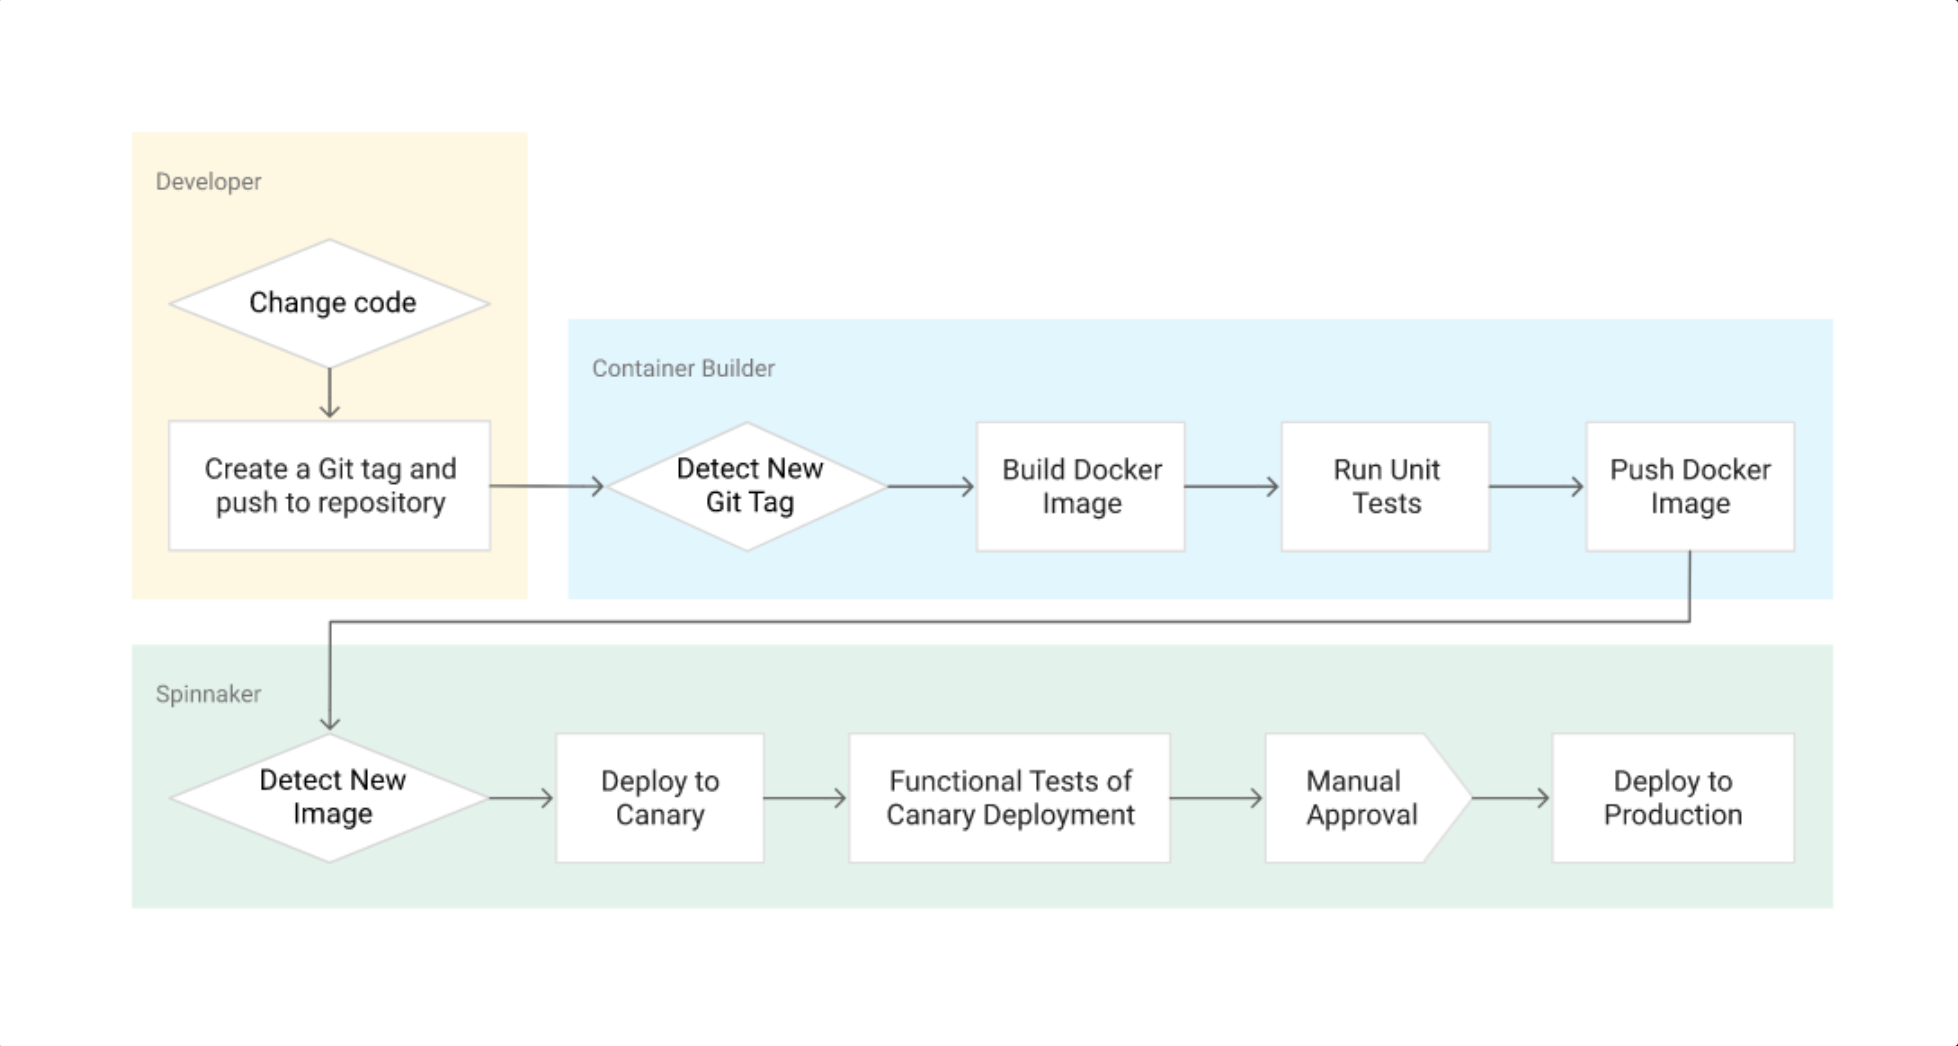 Developer
Change code
Create a Git tag and
push to repository
Container Builder
Detect New
Git Tag
Build Docker
Image
Run Unit
Tests
Push Docker
Image
Spinnaker
Detect New
Image
Deploy to
Canary
Functional Tests of
Canary Deployment
Manual
Approval
Deploy to
Production